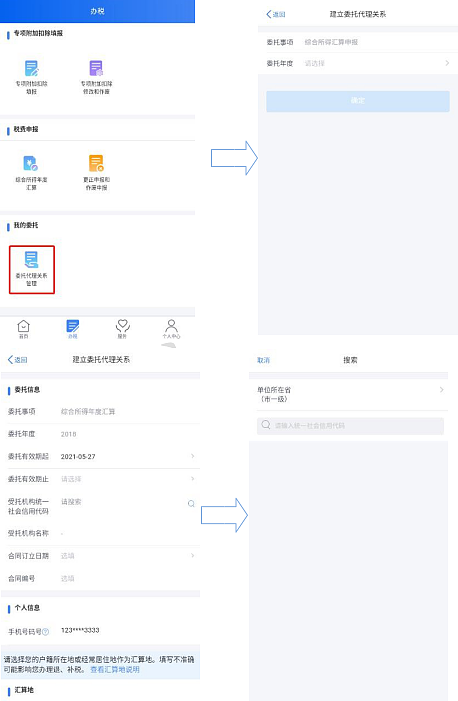 办税
专项附加扣除填报
专项附加扣除
填报
专项附加扣除
修改和作废
税费申报
综合所得年度
汇算
更正申报和
作废申报
我的委托
委托代理关系
管理
首页
办税
服务
个人中心
返回
建立委托代理关系
委托事项
综合所得汇算申报
委托年度
请选择
确定
返回
建立委托代理关系
委托信息
委托事项
综合所得年度汇算
委托年度
2018
委托有效期起
2021-05-27
委托有效期止
请选择
受托机构统一
社会信用代码
请搜索
受托机构名称
-
合同订立日期
选填
合同编号
选填
个人信息
手机号码号?
123****3333
请选择您的户籍所在地或经常居住地作为汇算地。填写不准确
可能影响您办理退、补税。 查看汇算地说明
汇算地
取消
搜索
单位所在省
（市一级）
请输入统一社会信用代码